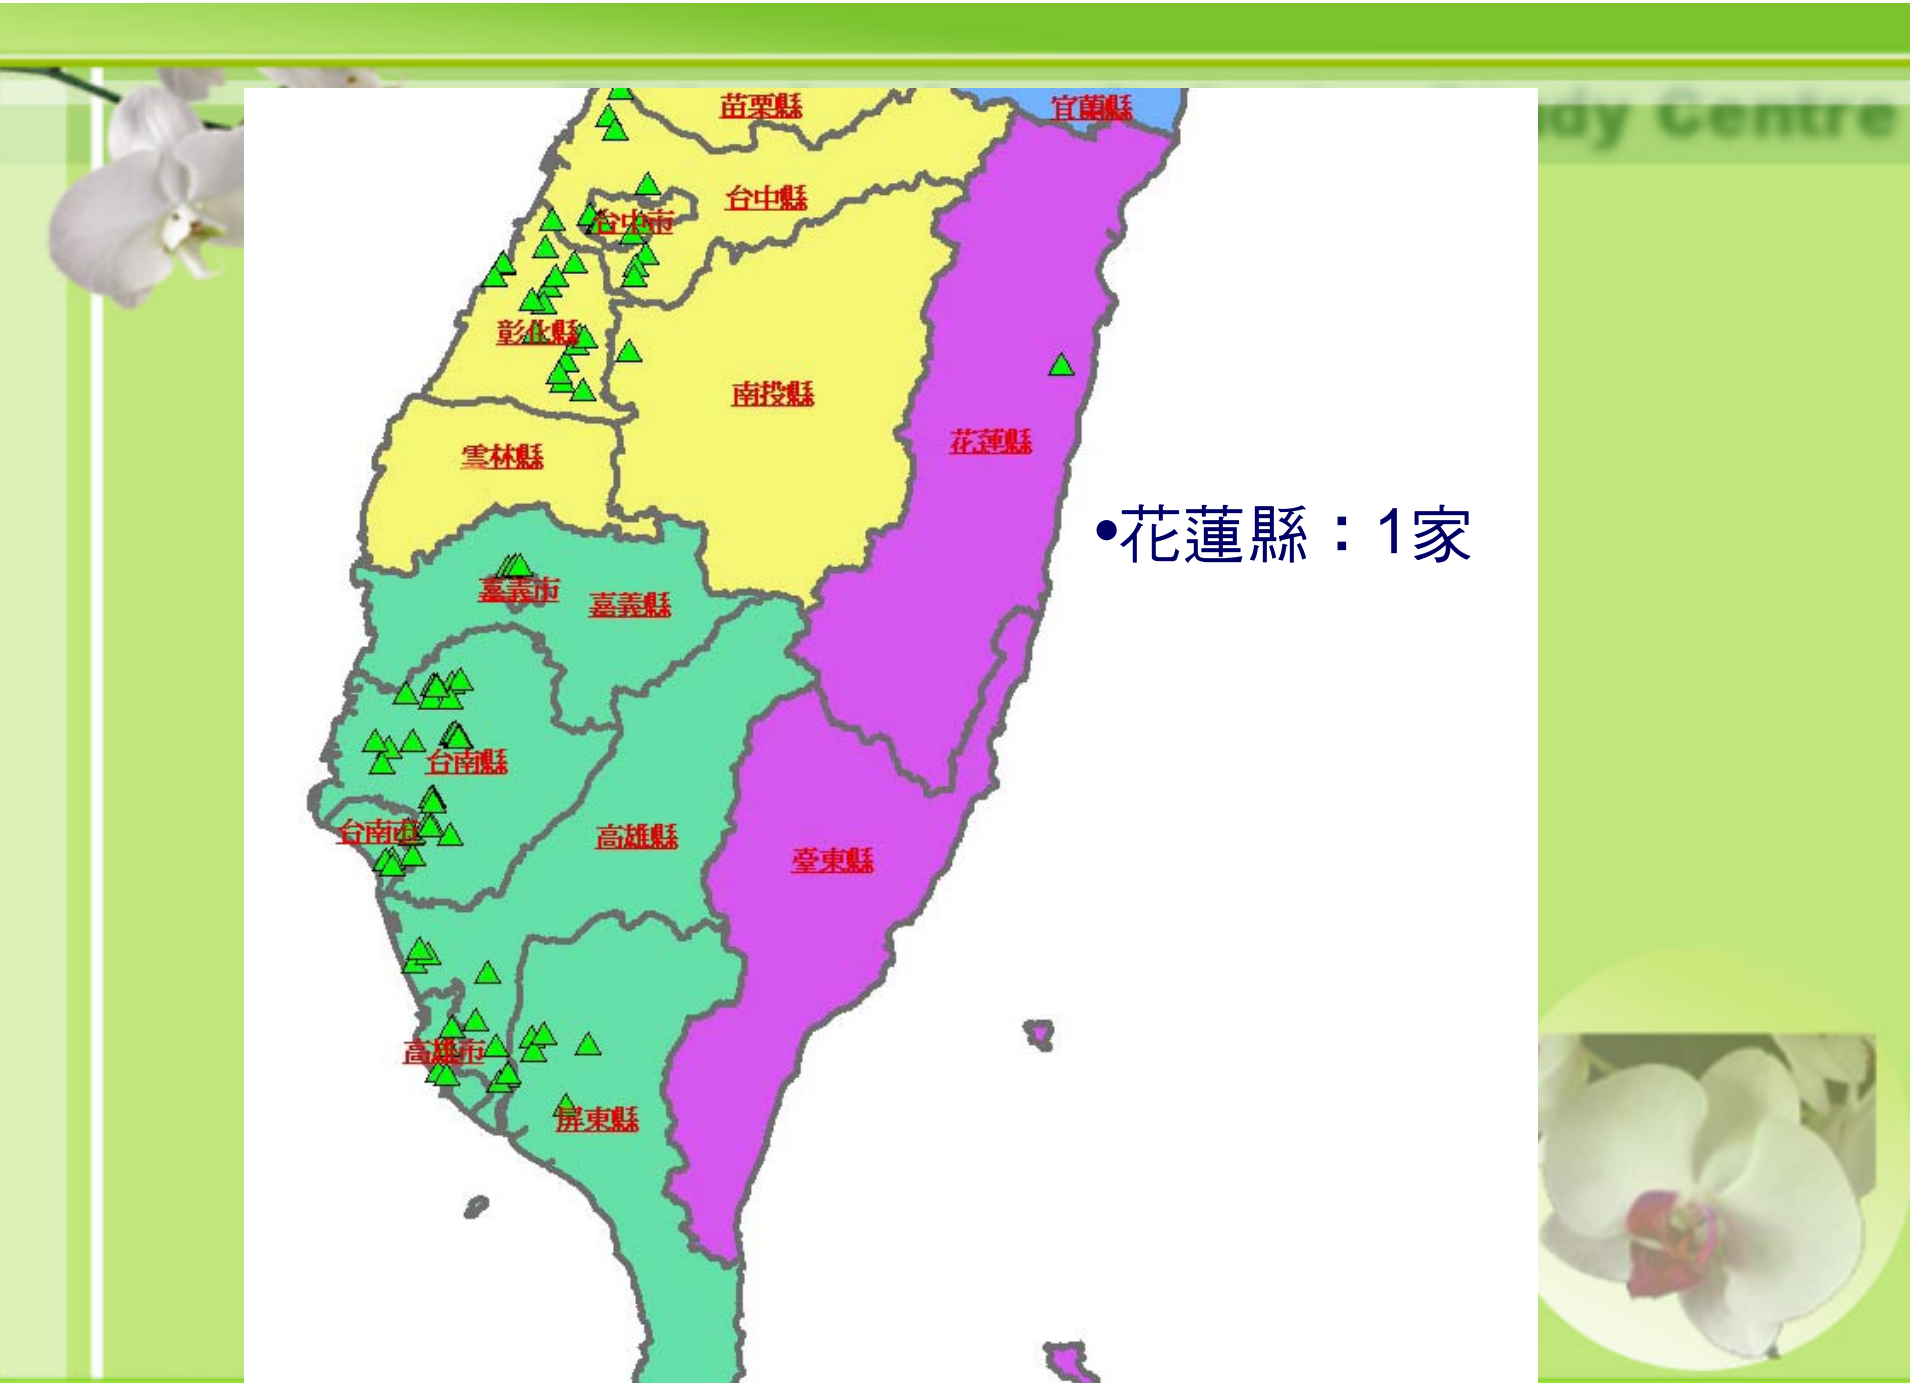 dy Centre
苗栗縣
宜蘭縣
台中縣
台中市
彰化縣
南投縣
花蓮縣
雲林縣
•花蓮縣：1家
嘉義市
嘉義縣
台南縣
台南市
高雄縣
臺東縣
高雄市
屏東縣